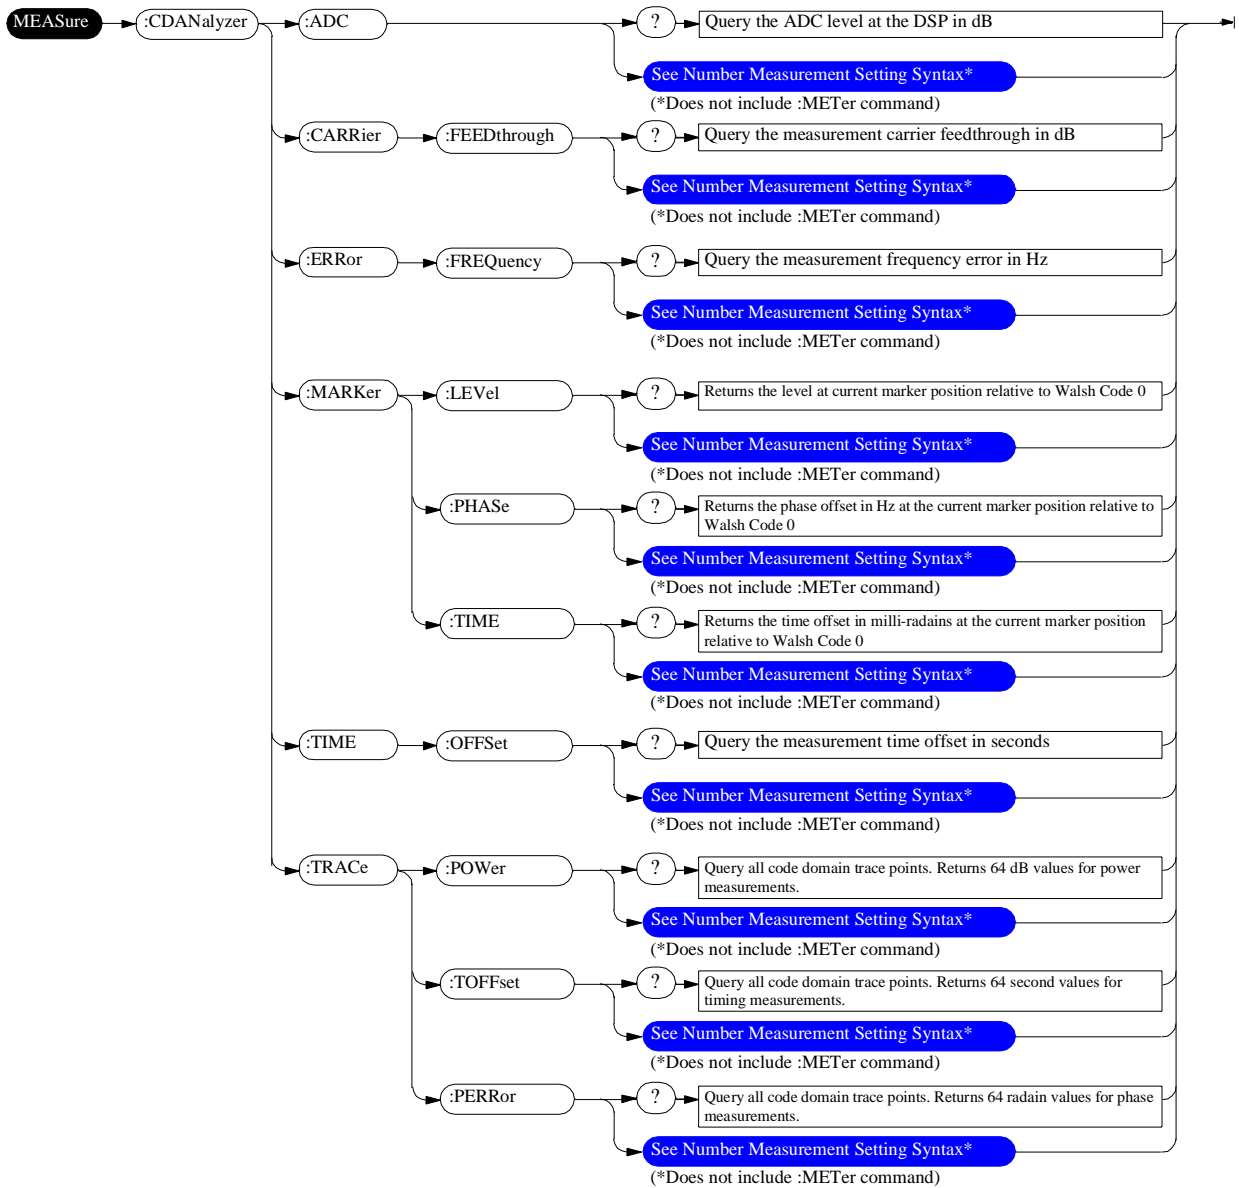 MEASure :CDANalyzer :ADC ? Query the ADC level at the DSP in dB
See Number Measurement Setting Syntax*
(*Does not include :METer command)
:CARRier :FEEDthrough ? Query the measurement carrier feedthrough in dB
See Number Measurement Setting Syntax*
(*Does not include :METer command)
:ERRor :FREQuency ? Query the measurement frequency error in Hz
See Number Measurement Setting Syntax*
(*Does not include :METer command)
:MARKer :LEVel ? Returns the level at current marker position relative to Walsh Code 0
See Number Measurement Setting Syntax*
(*Does not include :METer command)
:PHASe ? Returns the phase offset in Hz at the current marker position relative to
Walsh Code 0
See Number Measurement Setting Syntax*
(*Does not include :METer command)
:TIME ? Returns the time offset in milli-radains at the current marker position
relative to Walsh Code 0
See Number Measurement Setting Syntax*
(*Does not include :METer command)
:TIME :OFFSet ? Query the measurement time offset in seconds
See Number Measurement Setting Syntax*
(*Does not include :METer command)
:TRACe :POWer ? Query all code domain trace points. Returns 64 dB values for power
measurements.
See Number Measurement Setting Syntax*
(*Does not include :METer command)
:TOFFset ? Query all code domain trace points. Returns 64 second values for
timing measurements.
See Number Measurement Setting Syntax*
(*Does not include :METer command)
:PERRor ? Query all code domain trace points. Returns 64 radain values for phase
measurements.
See Number Measurement Setting Syntax*
(*Does not include :METer command)